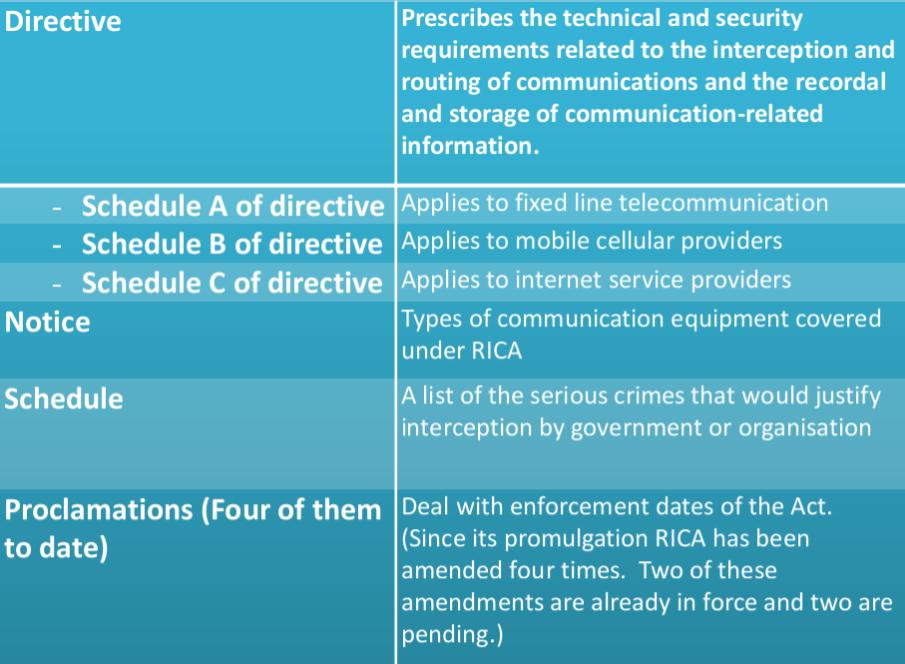 Directive
Prescribes the technical and security
requirements related to the interception and
routing of communications and the recordal
and storage of communication-related
information.
- Schedule A of directive
Applies to fixed line telecommunication
- Schedule B of directive
Applies to mobile cellular providers
- Schedule C of directive
Applies to internet service providers
Notice
Types of communication equipment covered
under RICA
Schedule
A list of the serious crimes that would justify
interception by government or organisation
Proclamations (Four of them
to date)
Deal with enforcement dates of the Act.
(Since its promulgation RICA has been
amended four times.  Two of these
amendments are already in force and two are
pending.)